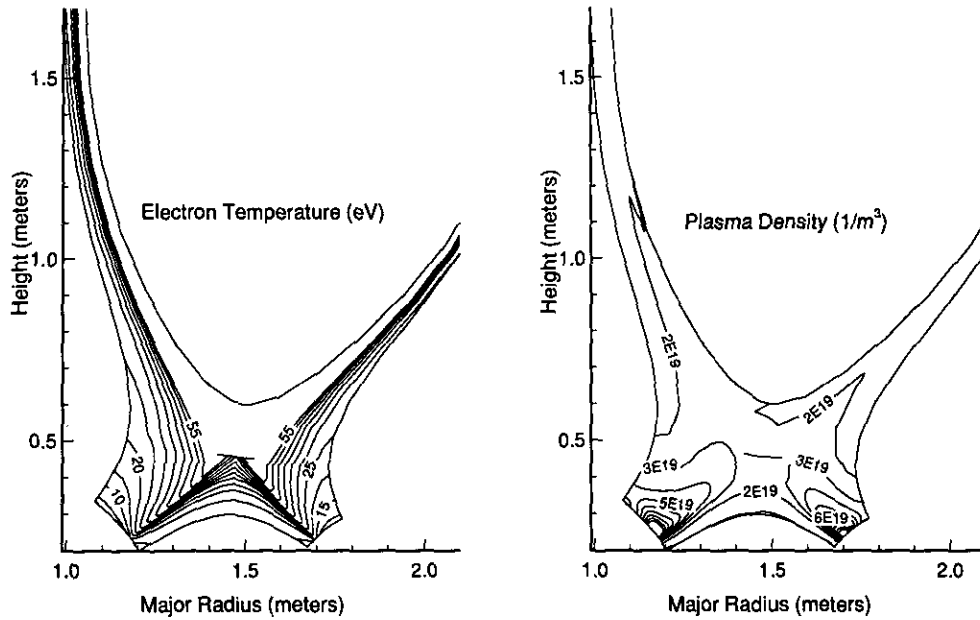 1.5
1.0
0.5
Height (meters)
Electron Temperature (eV)
55
55
20
25
10
15
1.0
1.5
2.0
Major Radius (meters)
1.5
1.0
0.5
Height (meters)
Plasma Density (1/m³)
2E19
2E19
3E19
3E19
5E19
2E19
6E19
1.0
1.5
2.0
Major Radius (meters)